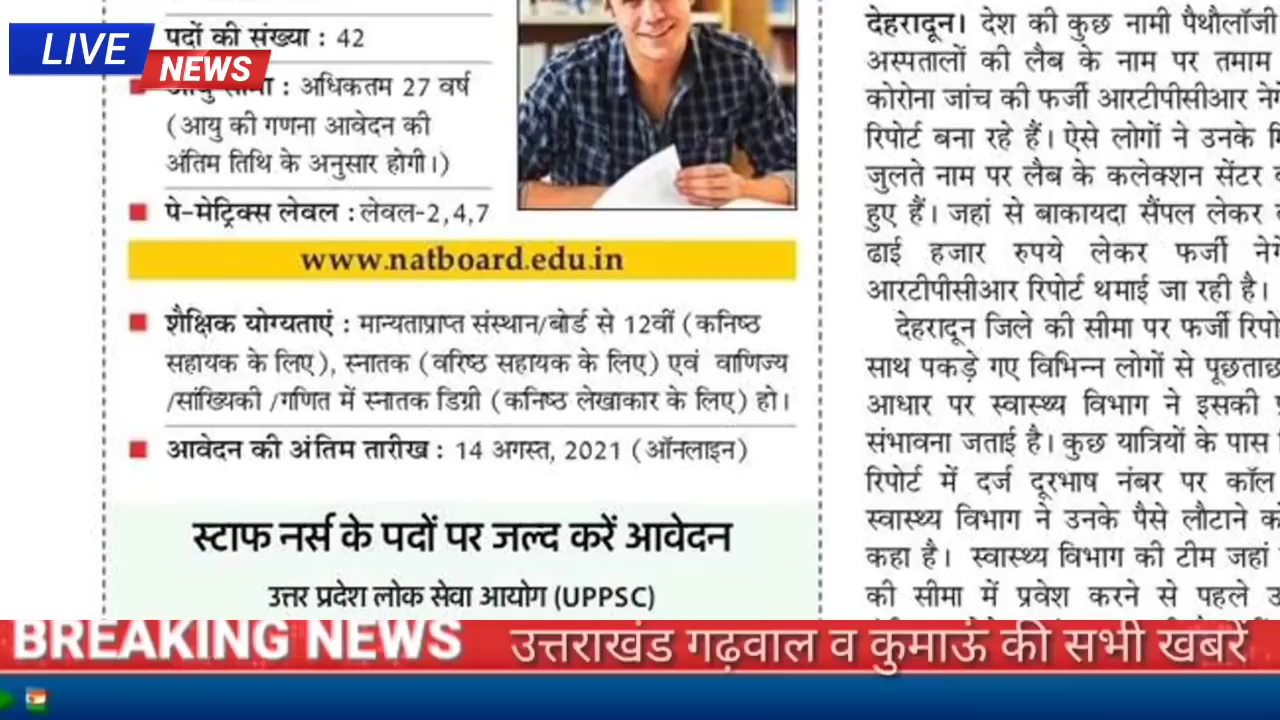 LIVE
NEWS
पदों की संख्या : 42
: अधिकतम 27 वर्ष
(आयु की गणना आवेदन की
अंतिम तिथि के अनुसार होगी।)
पे-मेट्रिक्स लेवल : लेवल-2,4,7
www.natboard.edu.in
शैक्षिक योग्यताएं : मान्यताप्राप्त संस्थान/बोर्ड से 12वीं (कनिष्ठ
सहायक के लिए), स्नातक (वरिष्ठ सहायक के लिए) एवं वाणिज्य
/सांख्यिकी /गणित में स्नातक डिग्री (कनिष्ठ लेखाकार के लिए) हो।
आवेदन की अंतिम तारीख : 14 अगस्त, 2021 (ऑनलाइन)
स्टाफ नर्स के पदों पर जल्द करें आवेदन
उत्तर प्रदेश लोक सेवा आयोग (UPPSC)
देहरादून। देश की कुछ नामी पैथौलॉजी
अस्पतालों की लैब के नाम पर तमाम
कोरोना जांच की फर्जी आरटीपीसीआर
रिपोर्ट बना रहे हैं। ऐसे लोगों ने उनके
जुलते नाम पर लैब के कलेक्शन सेंटर
हुए हैं। जहां से बाकायदा सैंपल लेकर
ढाई हजार रुपये लेकर फर्जी
आरटीपीसीआर रिपोर्ट थमाई जा रही है।
देहरादून जिले की सीमा पर फर्जी
साथ पकड़े गए विभिन्न लोगों से पूछताछ
आधार पर स्वास्थ्य विभाग ने इसकी
संभावना जताई है। कुछ यात्रियों के पास
रिपोर्ट में दर्ज दूरभाष नंबर पर कॉल
स्वास्थ्य विभाग ने उनके पैसे लौटाने
कहा है। स्वास्थ्य विभाग की टीम जहां
की सीमा में प्रवेश करने से पहले
BREAKING NEWS
उत्तराखंड गढ़वाल व कुमाऊं की सभी खबरें